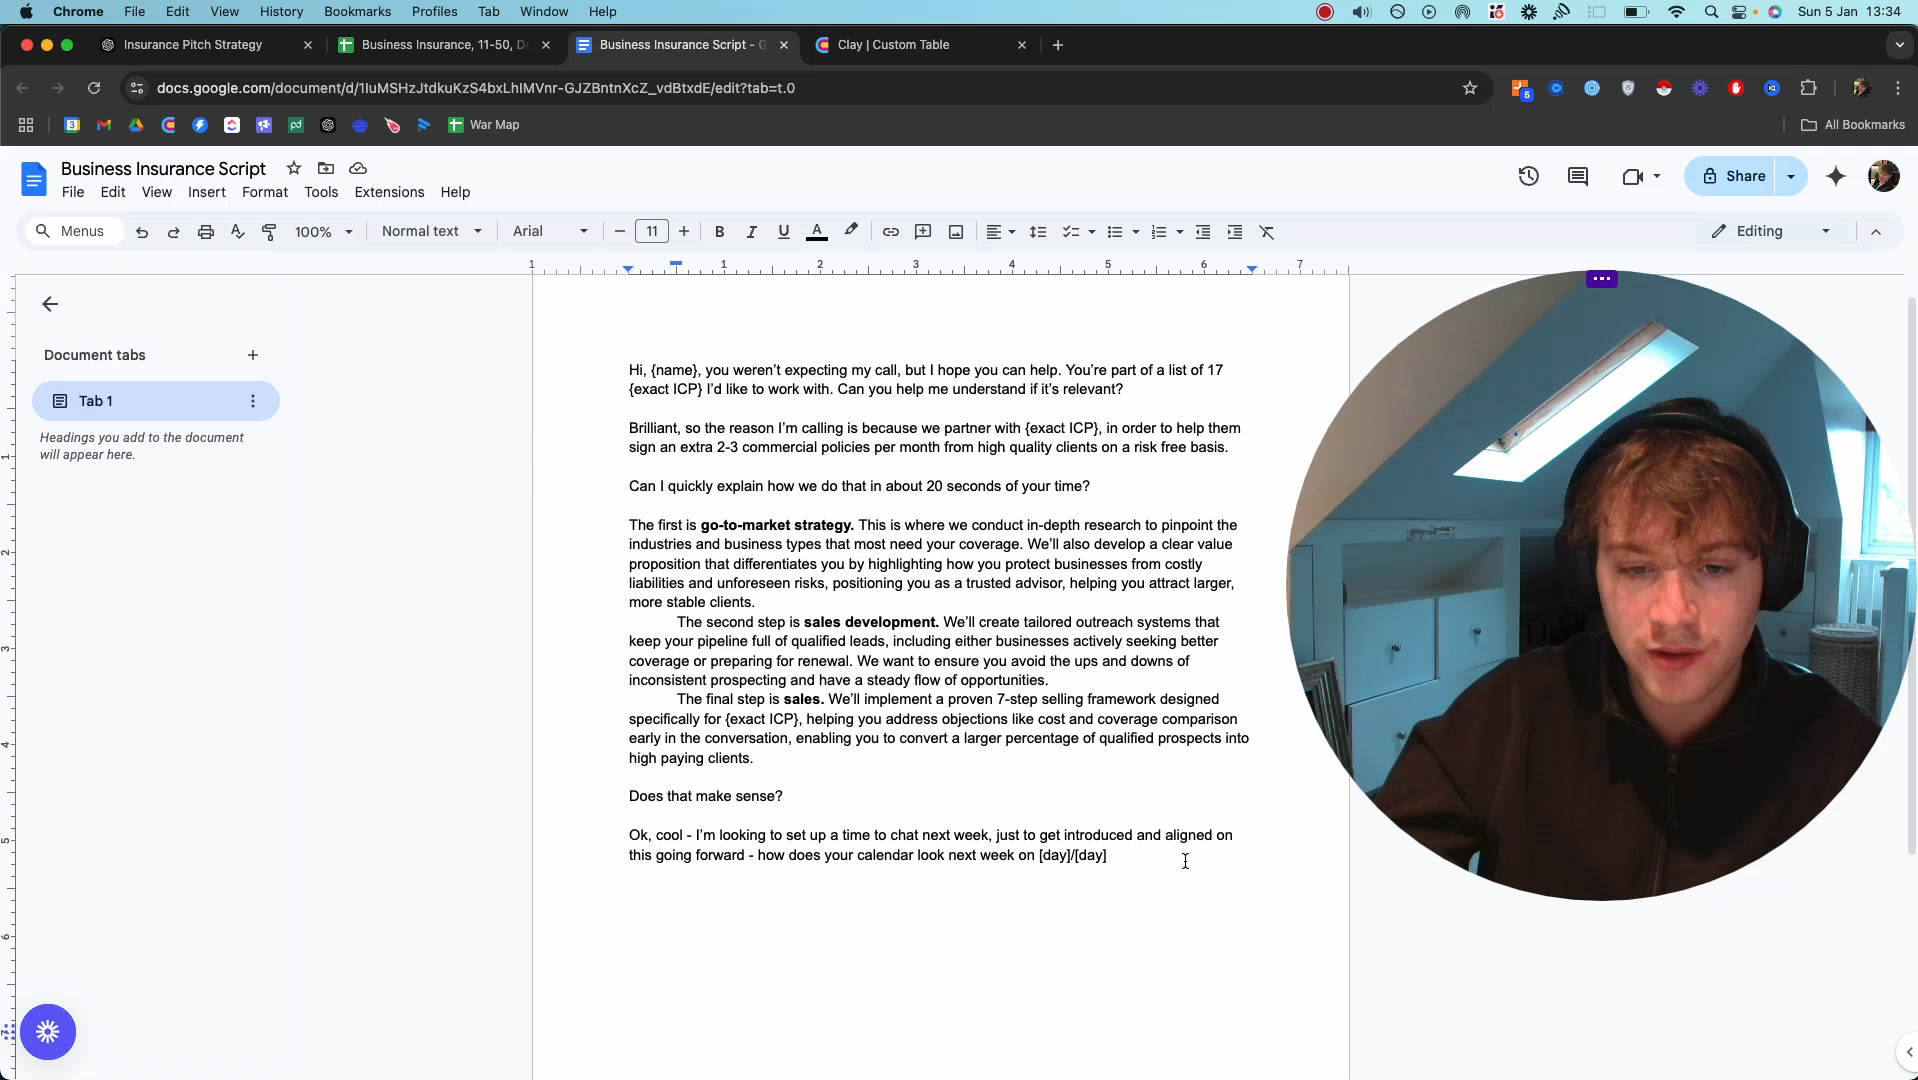 Chrome File Edit View History Bookmarks Profiles Tab Window Help Sun 5 Jan 13:34
Insurance Pitch Strategy
Business Insurance, 11-50, D
Business Insurance Script - G
Clay | Custom Table
docs.google.com/document/d/1IuMSHzJtdkuKzS4bxLhIMVnr-GJZBntnXcZ_vdBtxdE/edit?tab=t.0
5
War Map
All Bookmarks
Business Insurance Script
File Edit View Insert Format Tools Extensions Help
Share
Menus 100% Normal text Arial 11 Editing
1 1 2 3 4 5 6 7
Document tabs
Tab 1
Headings you add to the document
will appear here.
Hi, {name}, you weren't expecting my call, but I hope you can help. You're part of a list of 17
{exact ICP} I'd like to work with. Can you help me understand if it's relevant?
Brilliant, so the reason I'm calling is because we partner with {exact ICP}, in order to help them
sign an extra 2-3 commercial policies per month from high quality clients on a risk free basis.
Can I quickly explain how we do that in about 20 seconds of your time?
The first is go-to-market strategy. This is where we conduct in-depth research to pinpoint the
industries and business types that most need your coverage. We'll also develop a clear value
proposition that differentiates you by highlighting how you protect businesses from costly
liabilities and unforeseen risks, positioning you as a trusted advisor, helping you attract larger,
more stable clients.
The second step is sales development. We'll create tailored outreach systems that
keep your pipeline full of qualified leads, including either businesses actively seeking better
coverage or preparing for renewal. We want to ensure you avoid the ups and downs of
inconsistent prospecting and have a steady flow of opportunities.
The final step is sales. We'll implement a proven 7-step selling framework designed
specifically for {exact ICP}, helping you address objections like cost and coverage comparison
early in the conversation, enabling you to convert a larger percentage of qualified prospects into
high paying clients.
Does that make sense?
Ok, cool - I'm looking to set up a time to chat next week, just to get introduced and aligned on
this going forward - how does your calendar look next week on [day]/[day]